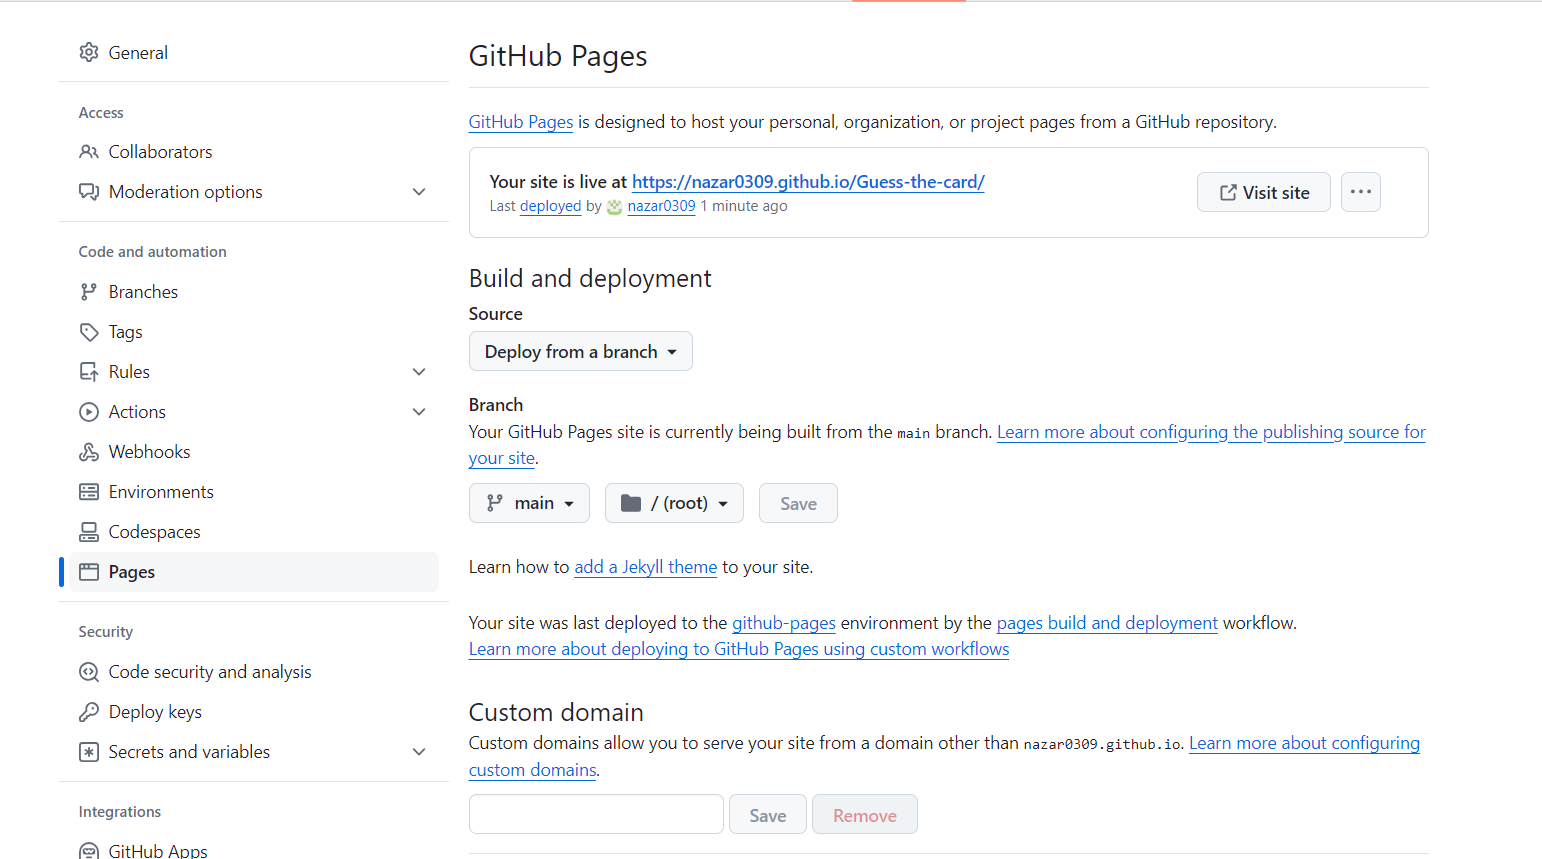 General
Access
Collaborators
Moderation options
Code and automation
Branches
Tags
Rules
Actions
Webhooks
Environments
Codespaces
Pages
Security
Code security and analysis
Deploy keys
Secrets and variables
Integrations
GitHub Apps
GitHub Pages
GitHub Pages is designed to host your personal, organization, or project pages from a GitHub repository.
Your site is live at https://nazar0309.github.io/Guess-the-card/
Last deployed by nazar0309 1 minute ago
Visit site
Build and deployment
Source
Deploy from a branch
Branch
Your GitHub Pages site is currently being built from the main branch. Learn more about configuring the publishing source for
your site.
main / (root) Save
Learn how to add a Jekyll theme to your site.
Your site was last deployed to the github-pages environment by the pages build and deployment workflow.
Learn more about deploying to GitHub Pages using custom workflows
Custom domain
Custom domains allow you to serve your site from a domain other than nazar0309.github.io. Learn more about configuring
custom domains.
Save Remove